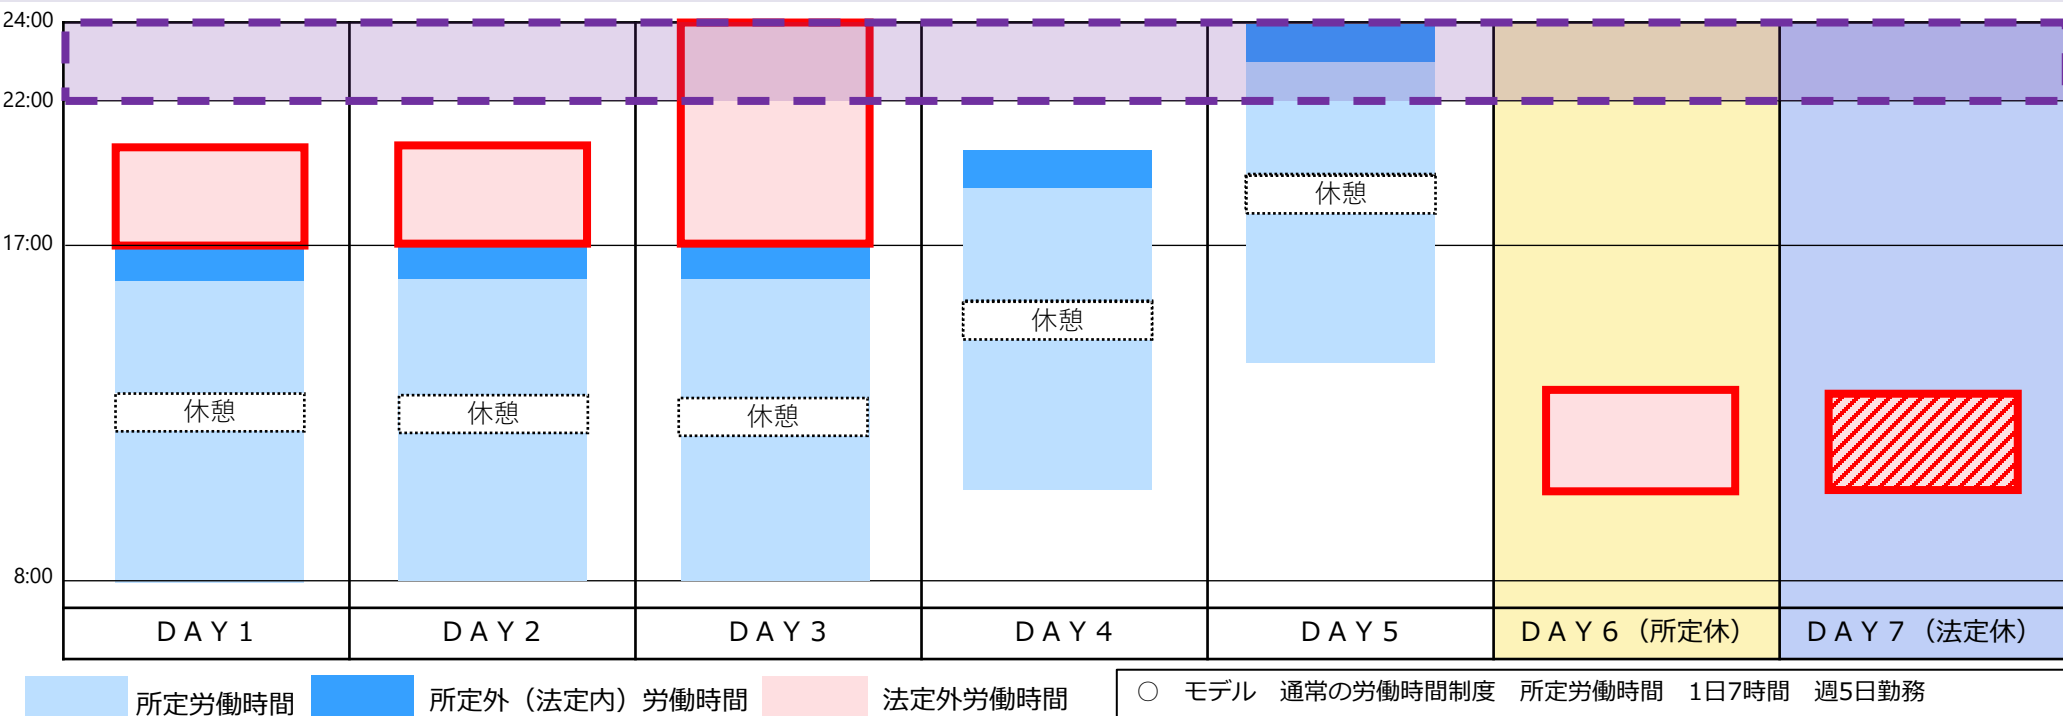 24:00
22:00
17:00
8:00
休憩
休憩
休憩
休憩
休憩
DAY1
DAY2
DAY3
DAY4
DAY5
DAY6（所定休）
DAY7（法定休）
所定労働時間
所定外（法定内）労働時間
法定外労働時間
○　モデル　通常の労働時間制度　所定労働時間　1日7時間　週5日勤務